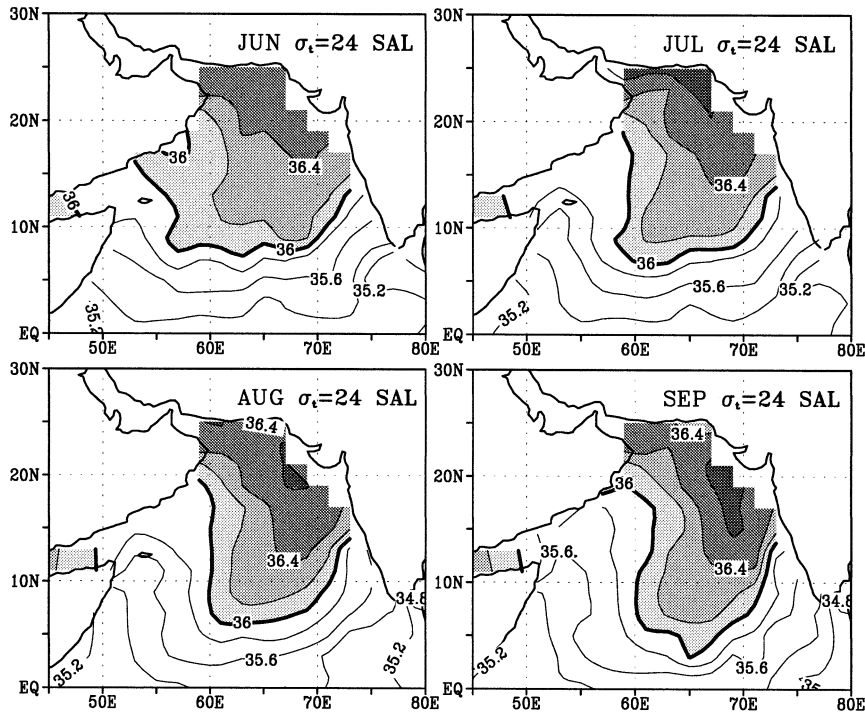 30N
JUN σt=24 SAL
20N
36
36.4
36
10N
36
35.6
35.2
35.2
EQ
50E 60E 70E 80E
30N
JUL σt=24 SAL
20N
36.4
10N
36
35.6
35.2
35.2
EQ
50E 60E 70E 80E
30N
AUG σt=24 SAL
36.4
20N
36.4
10N
34.8
36
35.6
35.2
35.2
EQ
50E 60E 70E 80E
30N
SEP σt=24 SAL
36.4
20N
36
35.6
36.4
10N
34.8
35.6
35.2
EQ
50E 60E 70E 80E